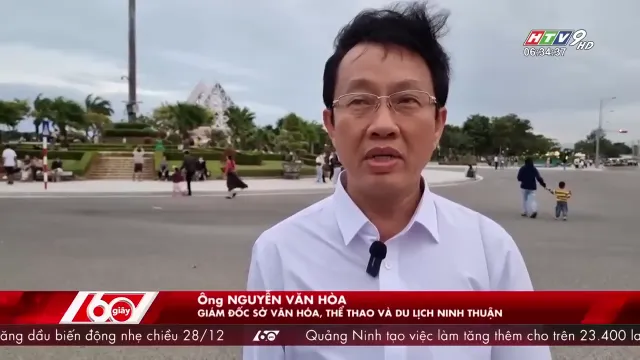 HTV9 HD
06:34:37
Ông NGUYỄN VĂN HÒA
GIÁM ĐỐC SỞ VĂN HÓA, THỂ THAO VÀ DU LỊCH NINH THUẬN
60 giây
ăng dầu biến động nhẹ chiều 28/12
Quảng Ninh tạo việc làm tăng thêm cho trên 23.400 l